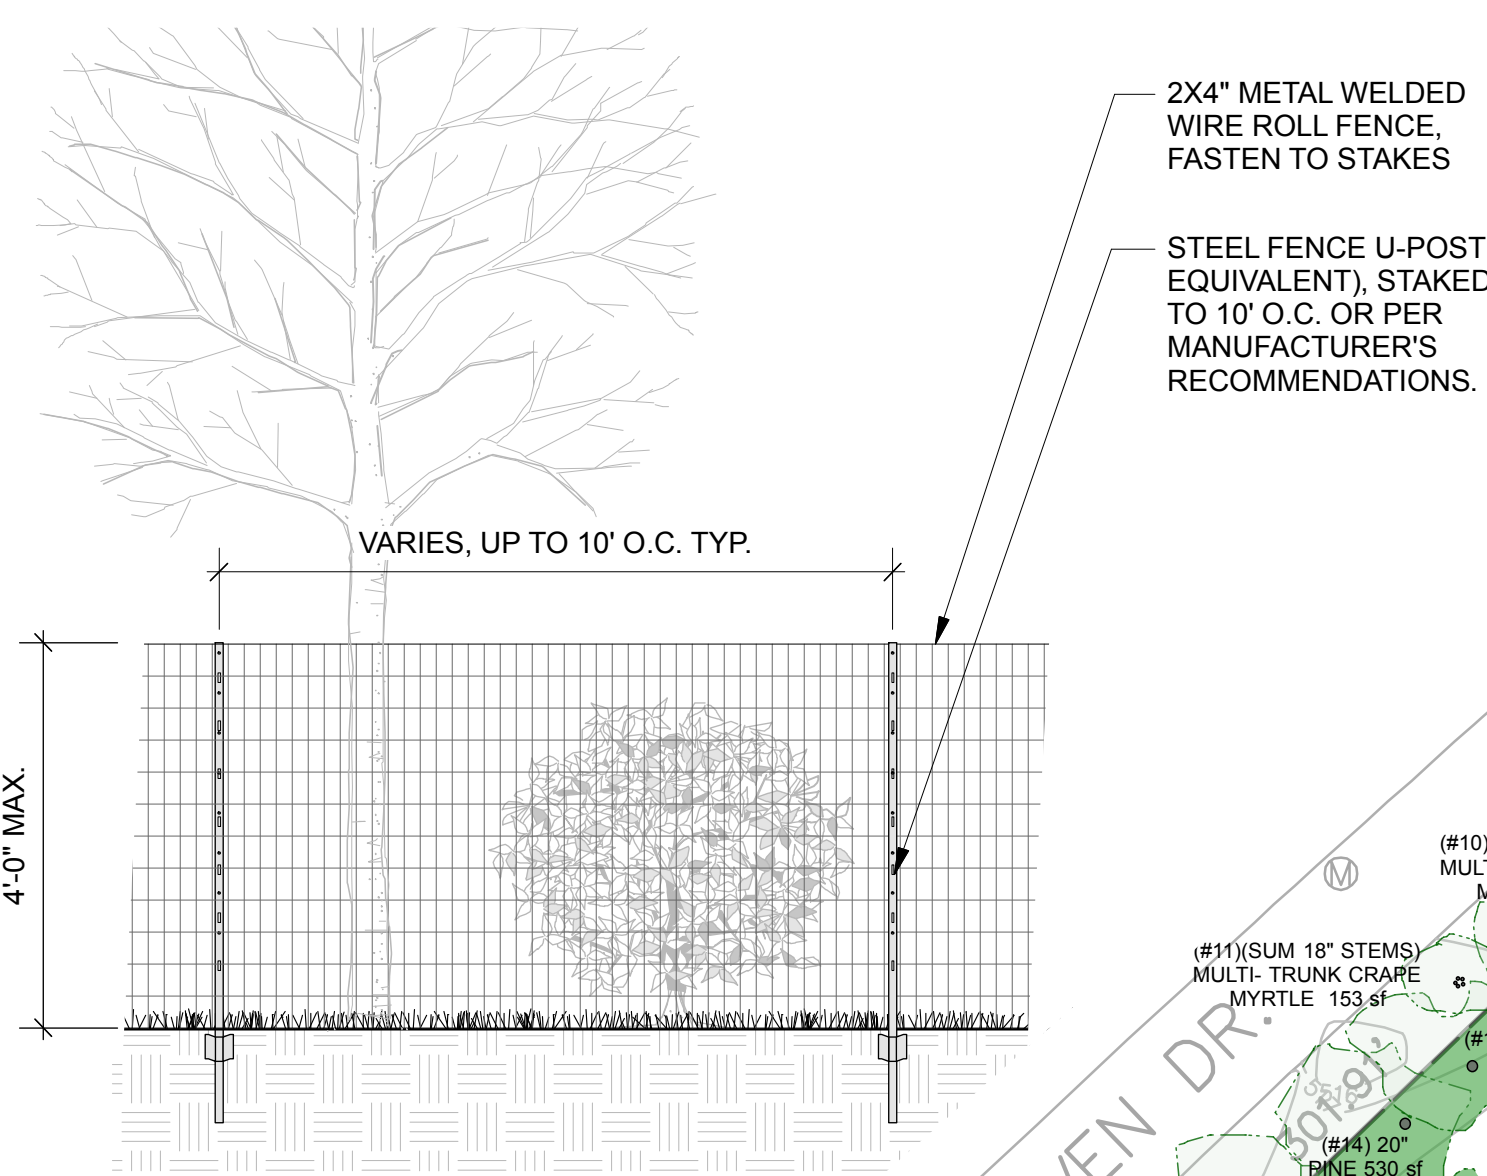 2X4" METAL WELDED
WIRE ROLL FENCE,
FASTEN TO STAKES
STEEL FENCE U-POST
EQUIVALENT), STAKED
TO 10' O.C. OR PER
MANUFACTURER'S
RECOMMENDATIONS.
VARIES, UP TO 10' O.C. TYP.
4'-0" MAX.
M
(#10)
(#11)(SUM 18" STEMS)
MULTI- TRUNK CRAPE
MYRTLE 153 sf
DR.
301.91'
(#14) 20"
PINE 530 sf